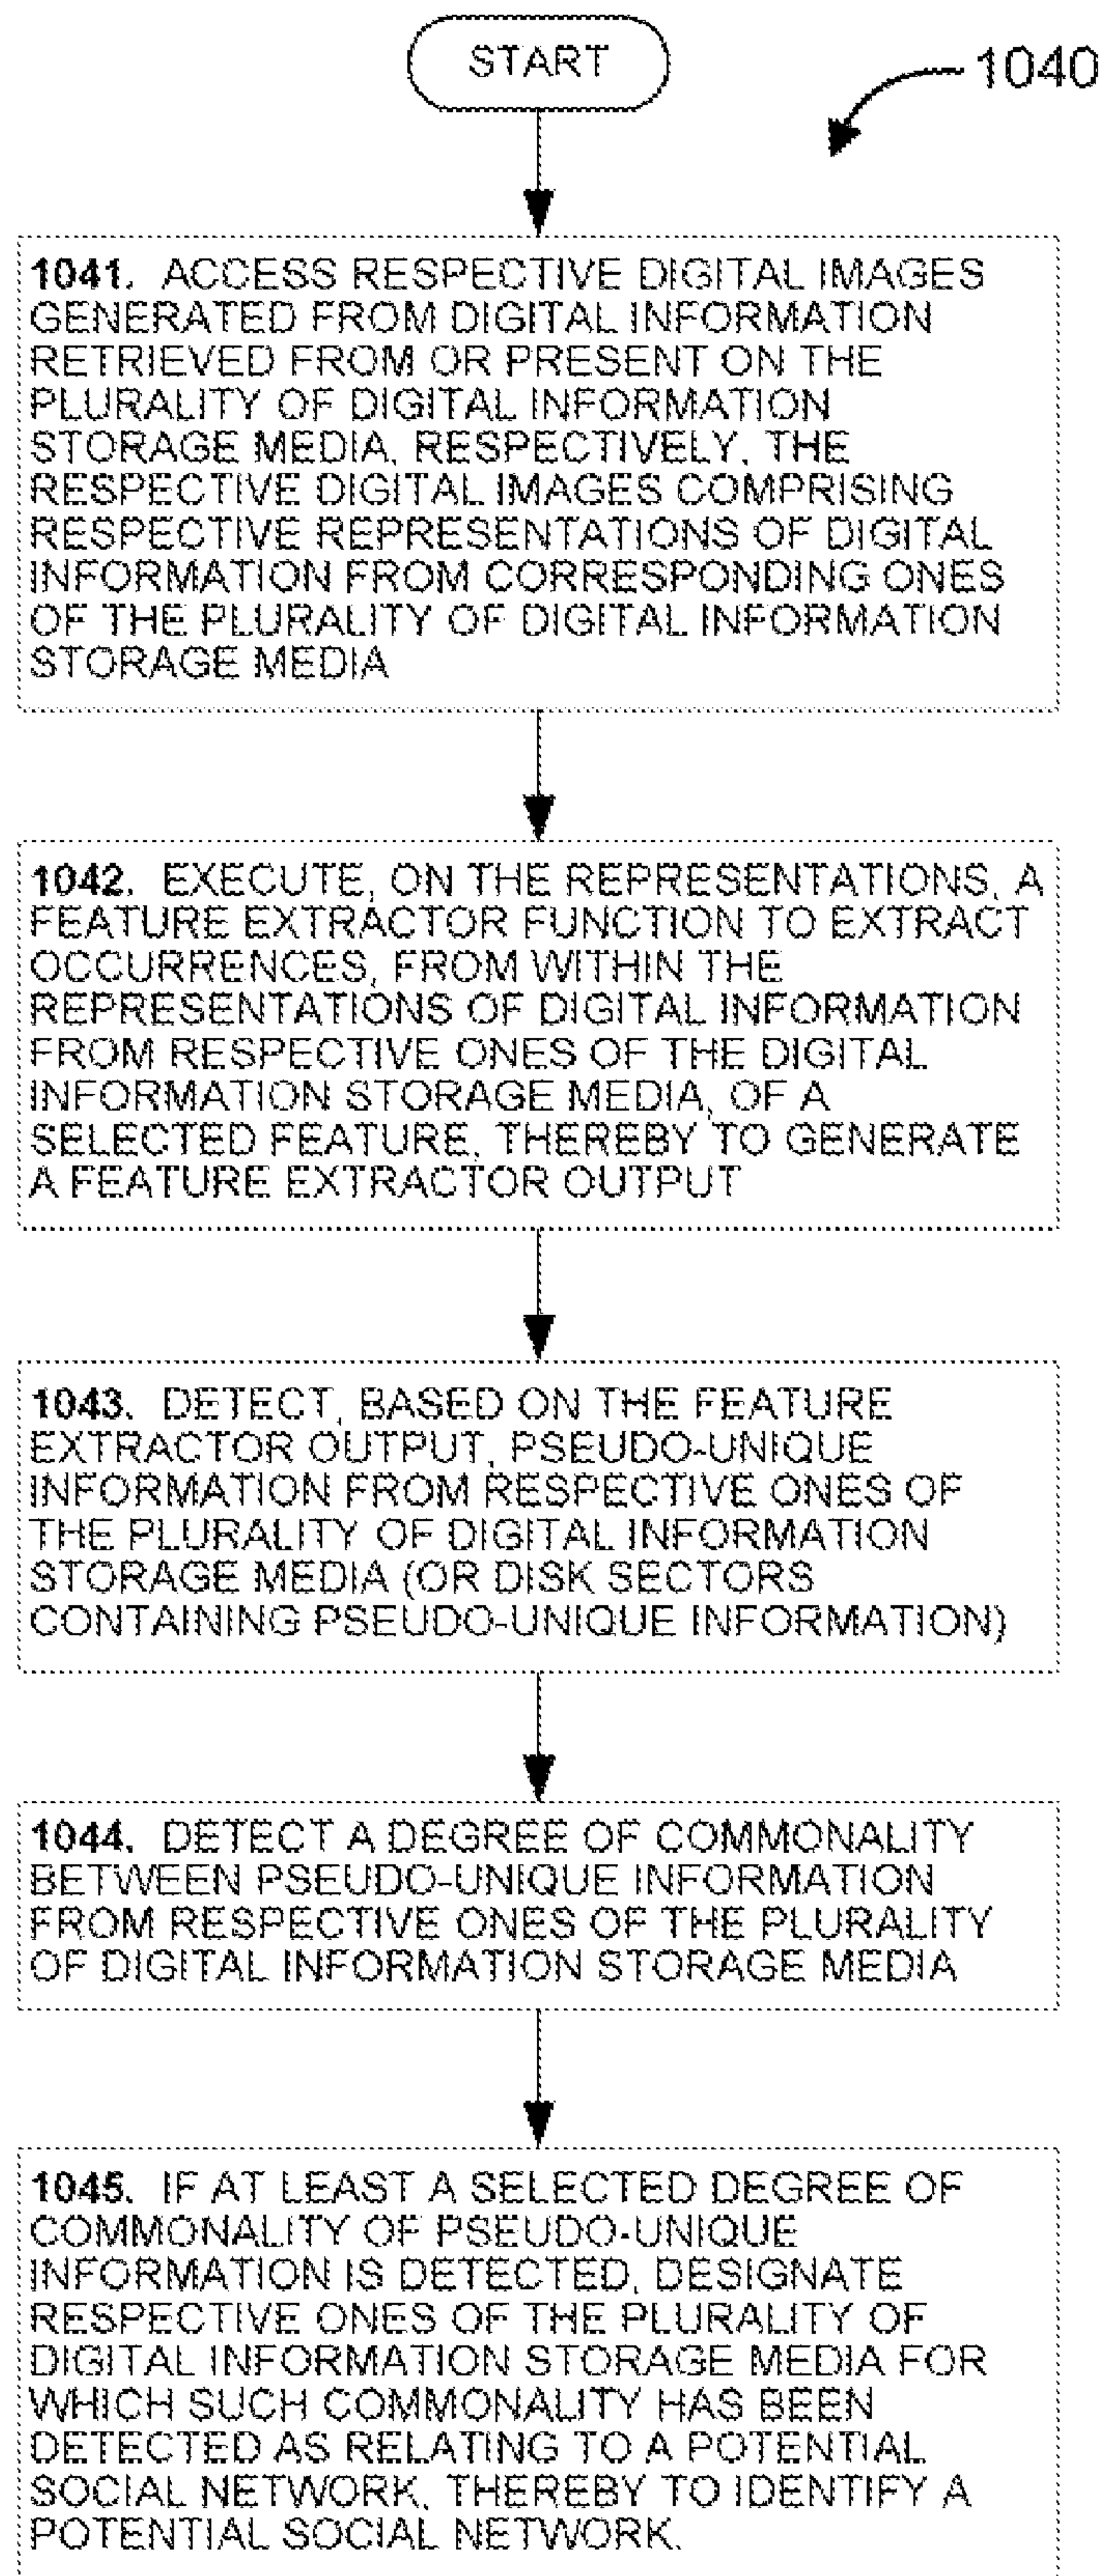 START
1040
1041. ACCESS RESPECTIVE DIGITAL IMAGES
GENERATED FROM DIGITAL INFORMATION
RETRIEVED FROM OR PRESENT ON THE
PLURALITY OF DIGITAL INFORMATION
STORAGE MEDIA, RESPECTIVELY, THE
RESPECTIVE DIGITAL IMAGES COMPRISING
RESPECTIVE REPRESENTATIONS OF DIGITAL
INFORMATION FROM CORRESPONDING ONES
OF THE PLURALITY OF DIGITAL INFORMATION
STORAGE MEDIA
1042. EXECUTE, ON THE REPRESENTATIONS, A
FEATURE EXTRACTOR FUNCTION TO EXTRACT
OCCURRENCES, FROM WITHIN THE
REPRESENTATIONS OF DIGITAL INFORMATION
FROM RESPECTIVE ONES OF THE DIGITAL
INFORMATION STORAGE MEDIA, OF A
SELECTED FEATURE, THEREBY TO GENERATE
A FEATURE EXTRACTOR OUTPUT
1043. DETECT, BASED ON THE FEATURE
EXTRACTOR OUTPUT, PSEUDO-UNIQUE
INFORMATION FROM RESPECTIVE ONES OF
THE PLURALITY OF DIGITAL INFORMATION
STORAGE MEDIA (OR DISK SECTORS
CONTAINING PSEUDO-UNIQUE INFORMATION)
1044. DETECT A DEGREE OF COMMONALITY
BETWEEN PSEUDO-UNIQUE INFORMATION
FROM RESPECTIVE ONES OF THE PLURALITY
OF DIGITAL INFORMATION STORAGE MEDIA
1045. IF AT LEAST A SELECTED DEGREE OF
COMMONALITY OF PSEUDO-UNIQUE
INFORMATION IS DETECTED, DESIGNATE
RESPECTIVE ONES OF THE PLURALITY OF
DIGITAL INFORMATION STORAGE MEDIA FOR
WHICH SUCH COMMONALITY HAS BEEN
DETECTED AS RELATING TO A POTENTIAL
SOCIAL NETWORK, THEREBY TO IDENTIFY A
POTENTIAL SOCIAL NETWORK.